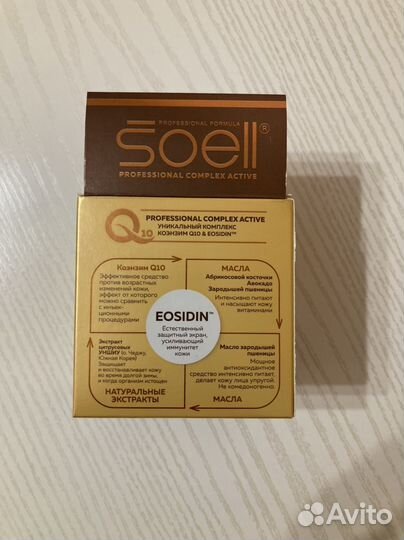 PROFESSIONAL FORMULA
Soell®
PROFESSIONAL COMPLEX ACTIVE
Q10
PROFESSIONAL COMPLEX ACTIVE
УНИКАЛЬНЫЙ КОМПЛЕКС
КОЭНЗИМ Q10 & EOSIDIN™
Коэнзим Q10
Эффективное средство
против возрастных
изменений кожи,
эффект от которого
можно сравнить
с инъек-
ционными
процедурами
МАСЛА
Абрикосовой косточки
Авокадо
Зародышей пшеницы
Интенсивно питают
и насыщают кожу
витаминами
EOSIDIN™
Естественный
защитный экран,
усиливающий
иммунитет
кожи
Экстракт
цитрусовых
УНШИУ (о. Чеджу,
Южная Корея)
Защищает
и восстанавливает кожу
во время долгой зимы,
и когда организм истощен
НАТУРАЛЬНЫЕ
ЭКСТРАКТЫ
Масло зародышей
пшеницы
Мощное
антиоксидантное
средство интенсивно питает,
делает кожу лица упругой.
Не комедогенно.
МАСЛА
Avito